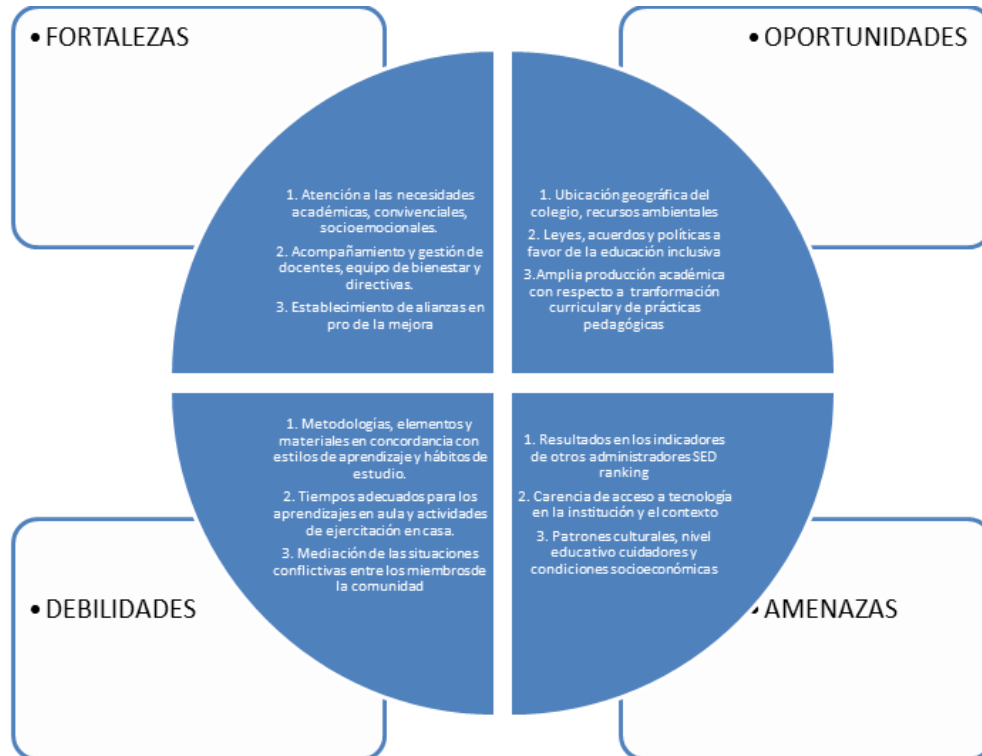 • FORTALEZAS
• OPORTUNIDADES
1. Atención a las necesidades
académicas, convivenciales,
socioemocionales.
2. Acompañamiento y gestión de
docentes, equipo de bienestar y
directivas.
3. Establecimiento de alianzas en
pro de la mejora
1. Ubicación geográfica del
colegio, recursos ambientales
2. Leyes, acuerdos y políticas a
favor de la educación inclusiva
3.Amplia producción académica
con respecto a tranformación
curricular y de prácticas
pedagógicas
1. Metodologías, elementos y
materiales en concordancia con
estilos de aprendizaje y hábitos de
estudio.
2. Tiempos adecuados para los
aprendizajes en aula y actividades
de ejercitación en casa.
3. Mediación de las situaciones
conflictivas entre los miembros de
la comunidad
1. Resultados en los indicadores
de otros administradores SED
ranking
2. Carencia de acceso a tecnología
en la institución y el contexto
3. Patrones culturales, nivel
educativo cuidadores y
condiciones socioeconómicas
• DEBILIDADES
• AMENAZAS